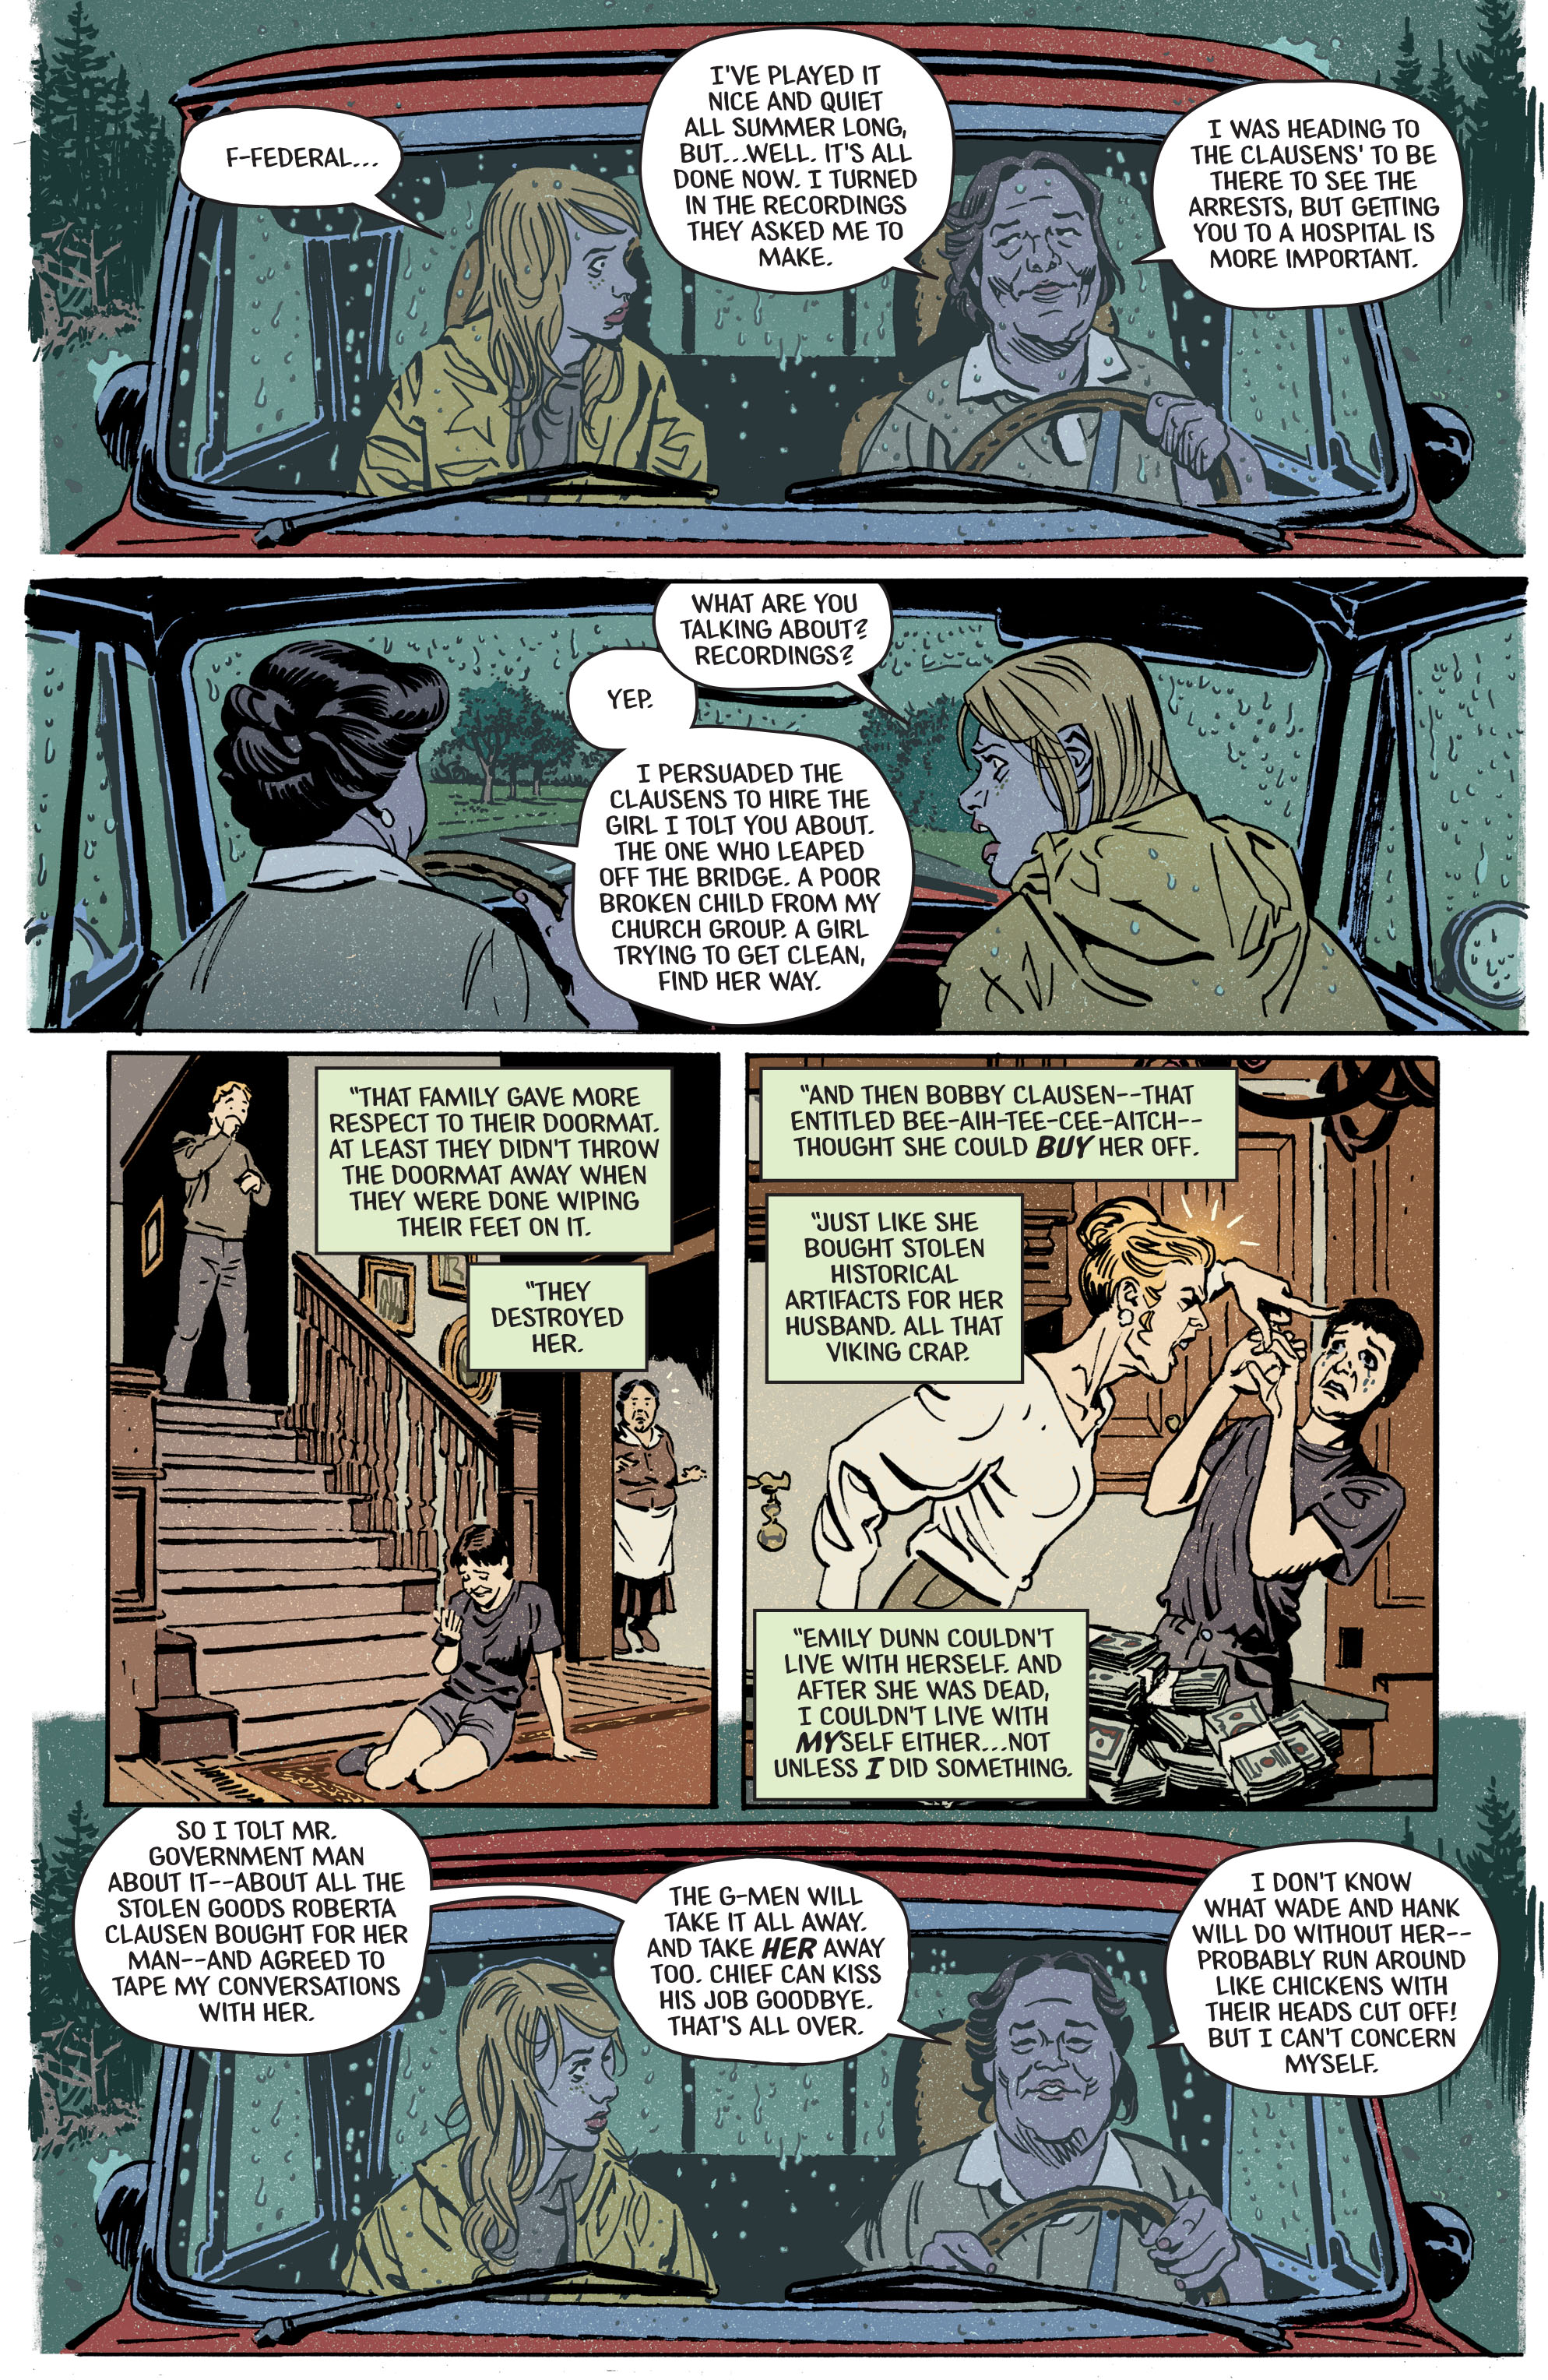 F-FEDERAL...
I'VE PLAYED IT
NICE AND QUIET
ALL SUMMER LONG,
BUT...WELL. IT'S ALL
DONE NOW. I TURNED
IN THE RECORDINGS
THEY ASKED ME TO
MAKE.
I WAS HEADING TO
THE CLAUSENS' TO BE
THERE TO SEE THE
ARRESTS, BUT GETTING
YOU TO A HOSPITAL IS
MORE IMPORTANT.
WHAT ARE YOU
TALKING ABOUT?
RECORDINGS?
YEP.
I PERSUADED THE
CLAUSENS TO HIRE THE
GIRL I TOLT YOU ABOUT.
THE ONE WHO LEAPED
OFF THE BRIDGE. A POOR
BROKEN CHILD FROM MY
CHURCH GROUP. A GIRL
TRYING TO GET CLEAN,
FIND HER WAY.
"THAT FAMILY GAVE MORE
RESPECT TO THEIR DOORMAT.
AT LEAST THEY DIDN'T THROW
THE DOORMAT AWAY WHEN
THEY WERE DONE WIPING
THEIR FEET ON IT.
"THEY
DESTROYED
HER.
"AND THEN BOBBY CLAUSEN--THAT
ENTITLED BEE-AIH-TEE-CEE-AITCH--
THOUGHT SHE COULD BUY HER OFF.
"JUST LIKE SHE
BOUGHT STOLEN
HISTORICAL
ARTIFACTS FOR HER
HUSBAND. ALL THAT
VIKING CRAP.
"EMILY DUNN COULDN'T
LIVE WITH HERSELF. AND
AFTER SHE WAS DEAD,
I COULDN'T LIVE WITH
MYSELF EITHER...NOT
UNLESS I DID SOMETHING.
SO I TOLT MR.
GOVERNMENT MAN
ABOUT IT--ABOUT ALL THE
STOLEN GOODS ROBERTA
CLAUSEN BOUGHT FOR HER
MAN--AND AGREED TO
TAPE MY CONVERSATIONS
WITH HER.
THE G-MEN WILL
TAKE IT ALL AWAY.
AND TAKE HER AWAY
TOO. CHIEF CAN KISS
HIS JOB GOODBYE.
THAT'S ALL OVER.
I DON'T KNOW
WHAT WADE AND HANK
WILL DO WITHOUT HER--
PROBABLY RUN AROUND
LIKE CHICKENS WITH
THEIR HEADS CUT OFF!
BUT I CAN'T CONCERN
MYSELF.